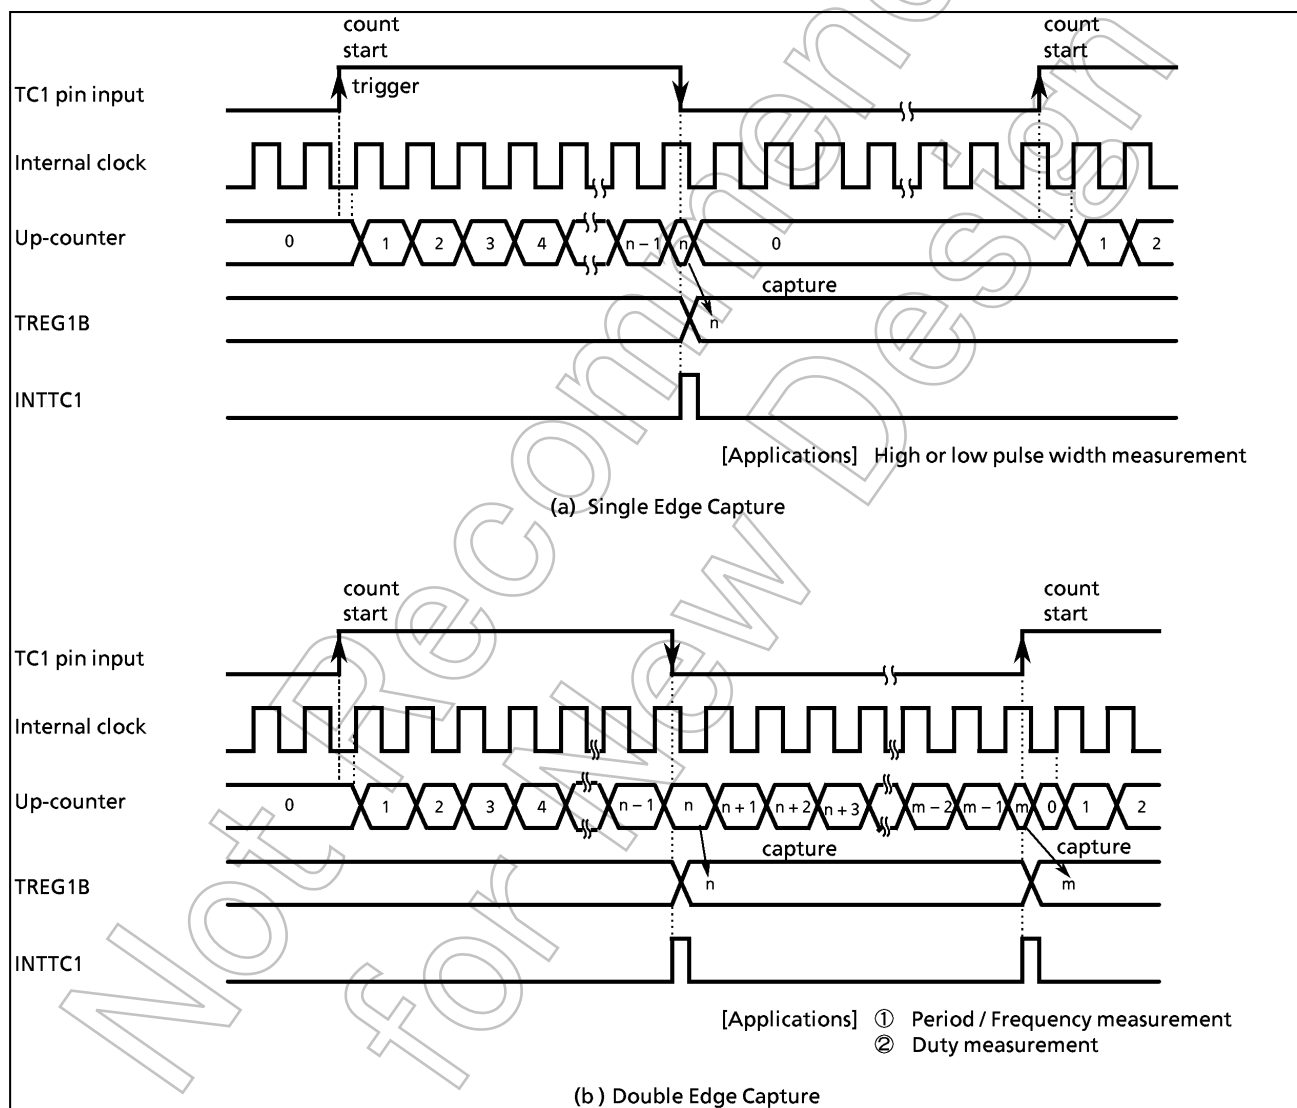 count
start
TC1 pin input
trigger
count
start
Internal clock
Up-counter
0 1 2 3 4 n – 1 n 0 1 2
capture
TREG1B
n
INTTC1
[Applications] High or low pulse width measurement
(a) Single Edge Capture
count
start
count
start
TC1 pin input
Internal clock
Up-counter
0 1 2 3 4 n – 1 n n + 1 n + 2 n + 3 m – 2 m – 1 m 0 1 2
capture
capture
TREG1B
n
m
INTTC1
[Applications] ① Period / Frequency measurement
② Duty measurement
(b) Double Edge Capture
Not Recommended
for New Design